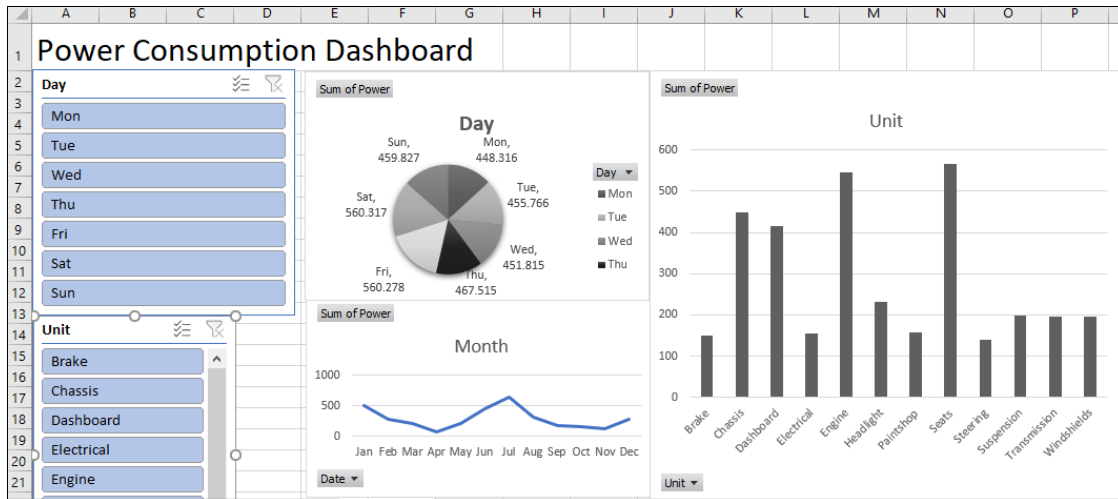 A B C D E F G H I J K L M N O P
1 Power Consumption Dashboard
2
3
4
5
6
7
8
9
10
11
12
13
14
15
16
17
18
19
20
21
Day
Mon
Tue
Wed
Thu
Fri
Sat
Sun
Unit
Brake
Chassis
Dashboard
Electrical
Engine
Sum of Power
Day
Sun,
459.827
Mon,
448.316
Sat,
560.317
Tue,
455.766
Wed,
451.815
Fri,
560.278
Thu,
467.515
Day
Mon
Tue
Wed
Thu
Sum of Power
Month
1000
500
0
Jan Feb Mar Apr May Jun Jul Aug Sep Oct Nov Dec
Date
Sum of Power
Unit
600
500
400
300
200
100
0
Brake
Chassis
Dashboard
Electrical
Engine
Headlight
Paintshop
Seats
Steering
Suspension
Transmission
Windshields
Unit